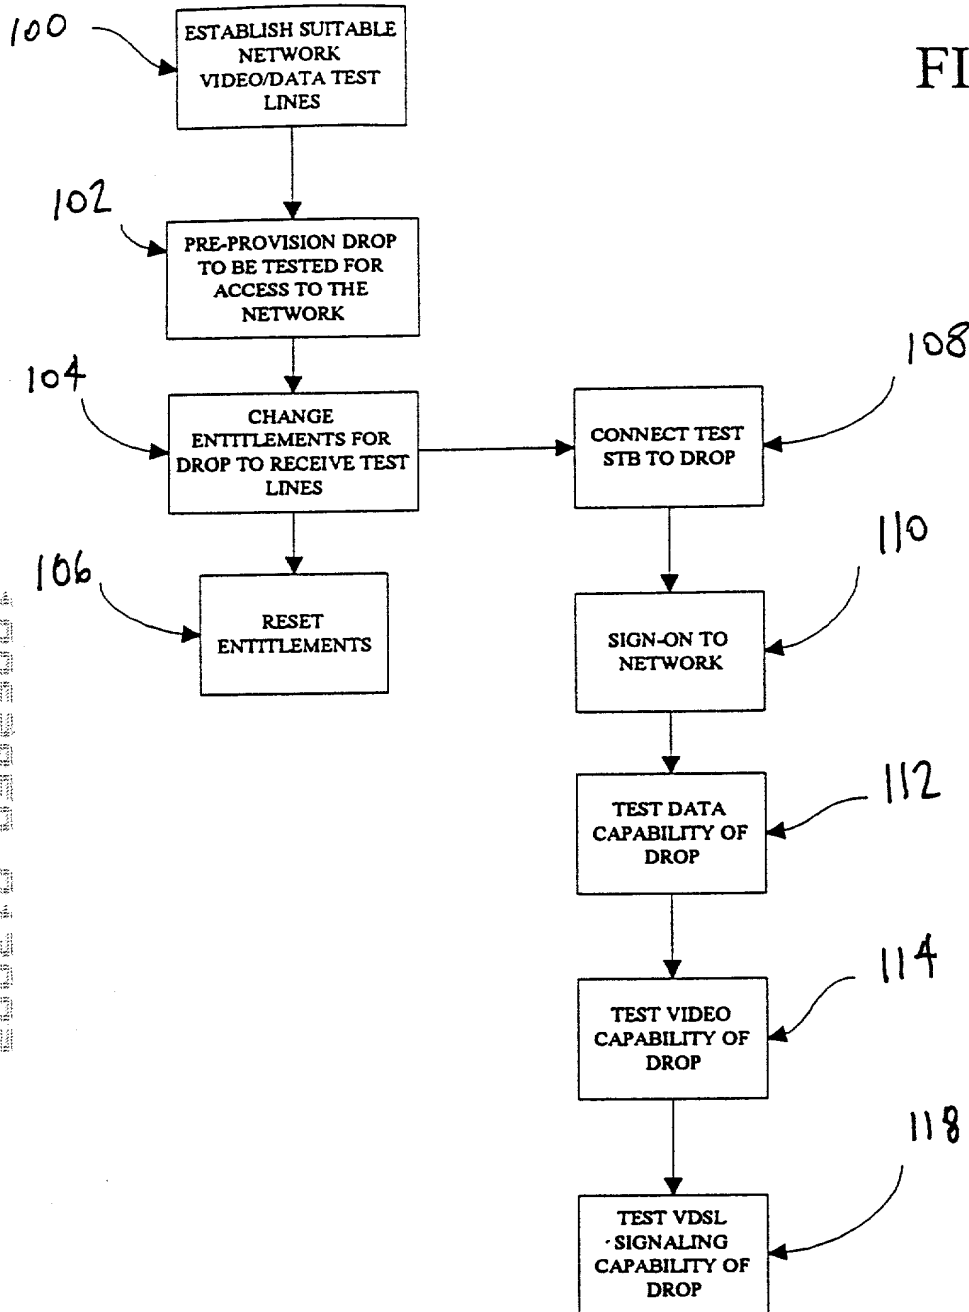 100
ESTABLISH SUITABLE
NETWORK
VIDEO/DATA TEST
LINES
FI
102
PRE-PROVISION DROP
TO BE TESTED FOR
ACCESS TO THE
NETWORK
104
CHANGE
ENTITLEMENTS FOR
DROP TO RECEIVE TEST
LINES
106
RESET
ENTITLEMENTS
108
CONNECT TEST
STB TO DROP
110
SIGN-ON TO
NETWORK
112
TEST DATA
CAPABILITY OF
DROP
114
TEST VIDEO
CAPABILITY OF
DROP
118
TEST VDSL
SIGNALING
CAPABILITY OF
DROP